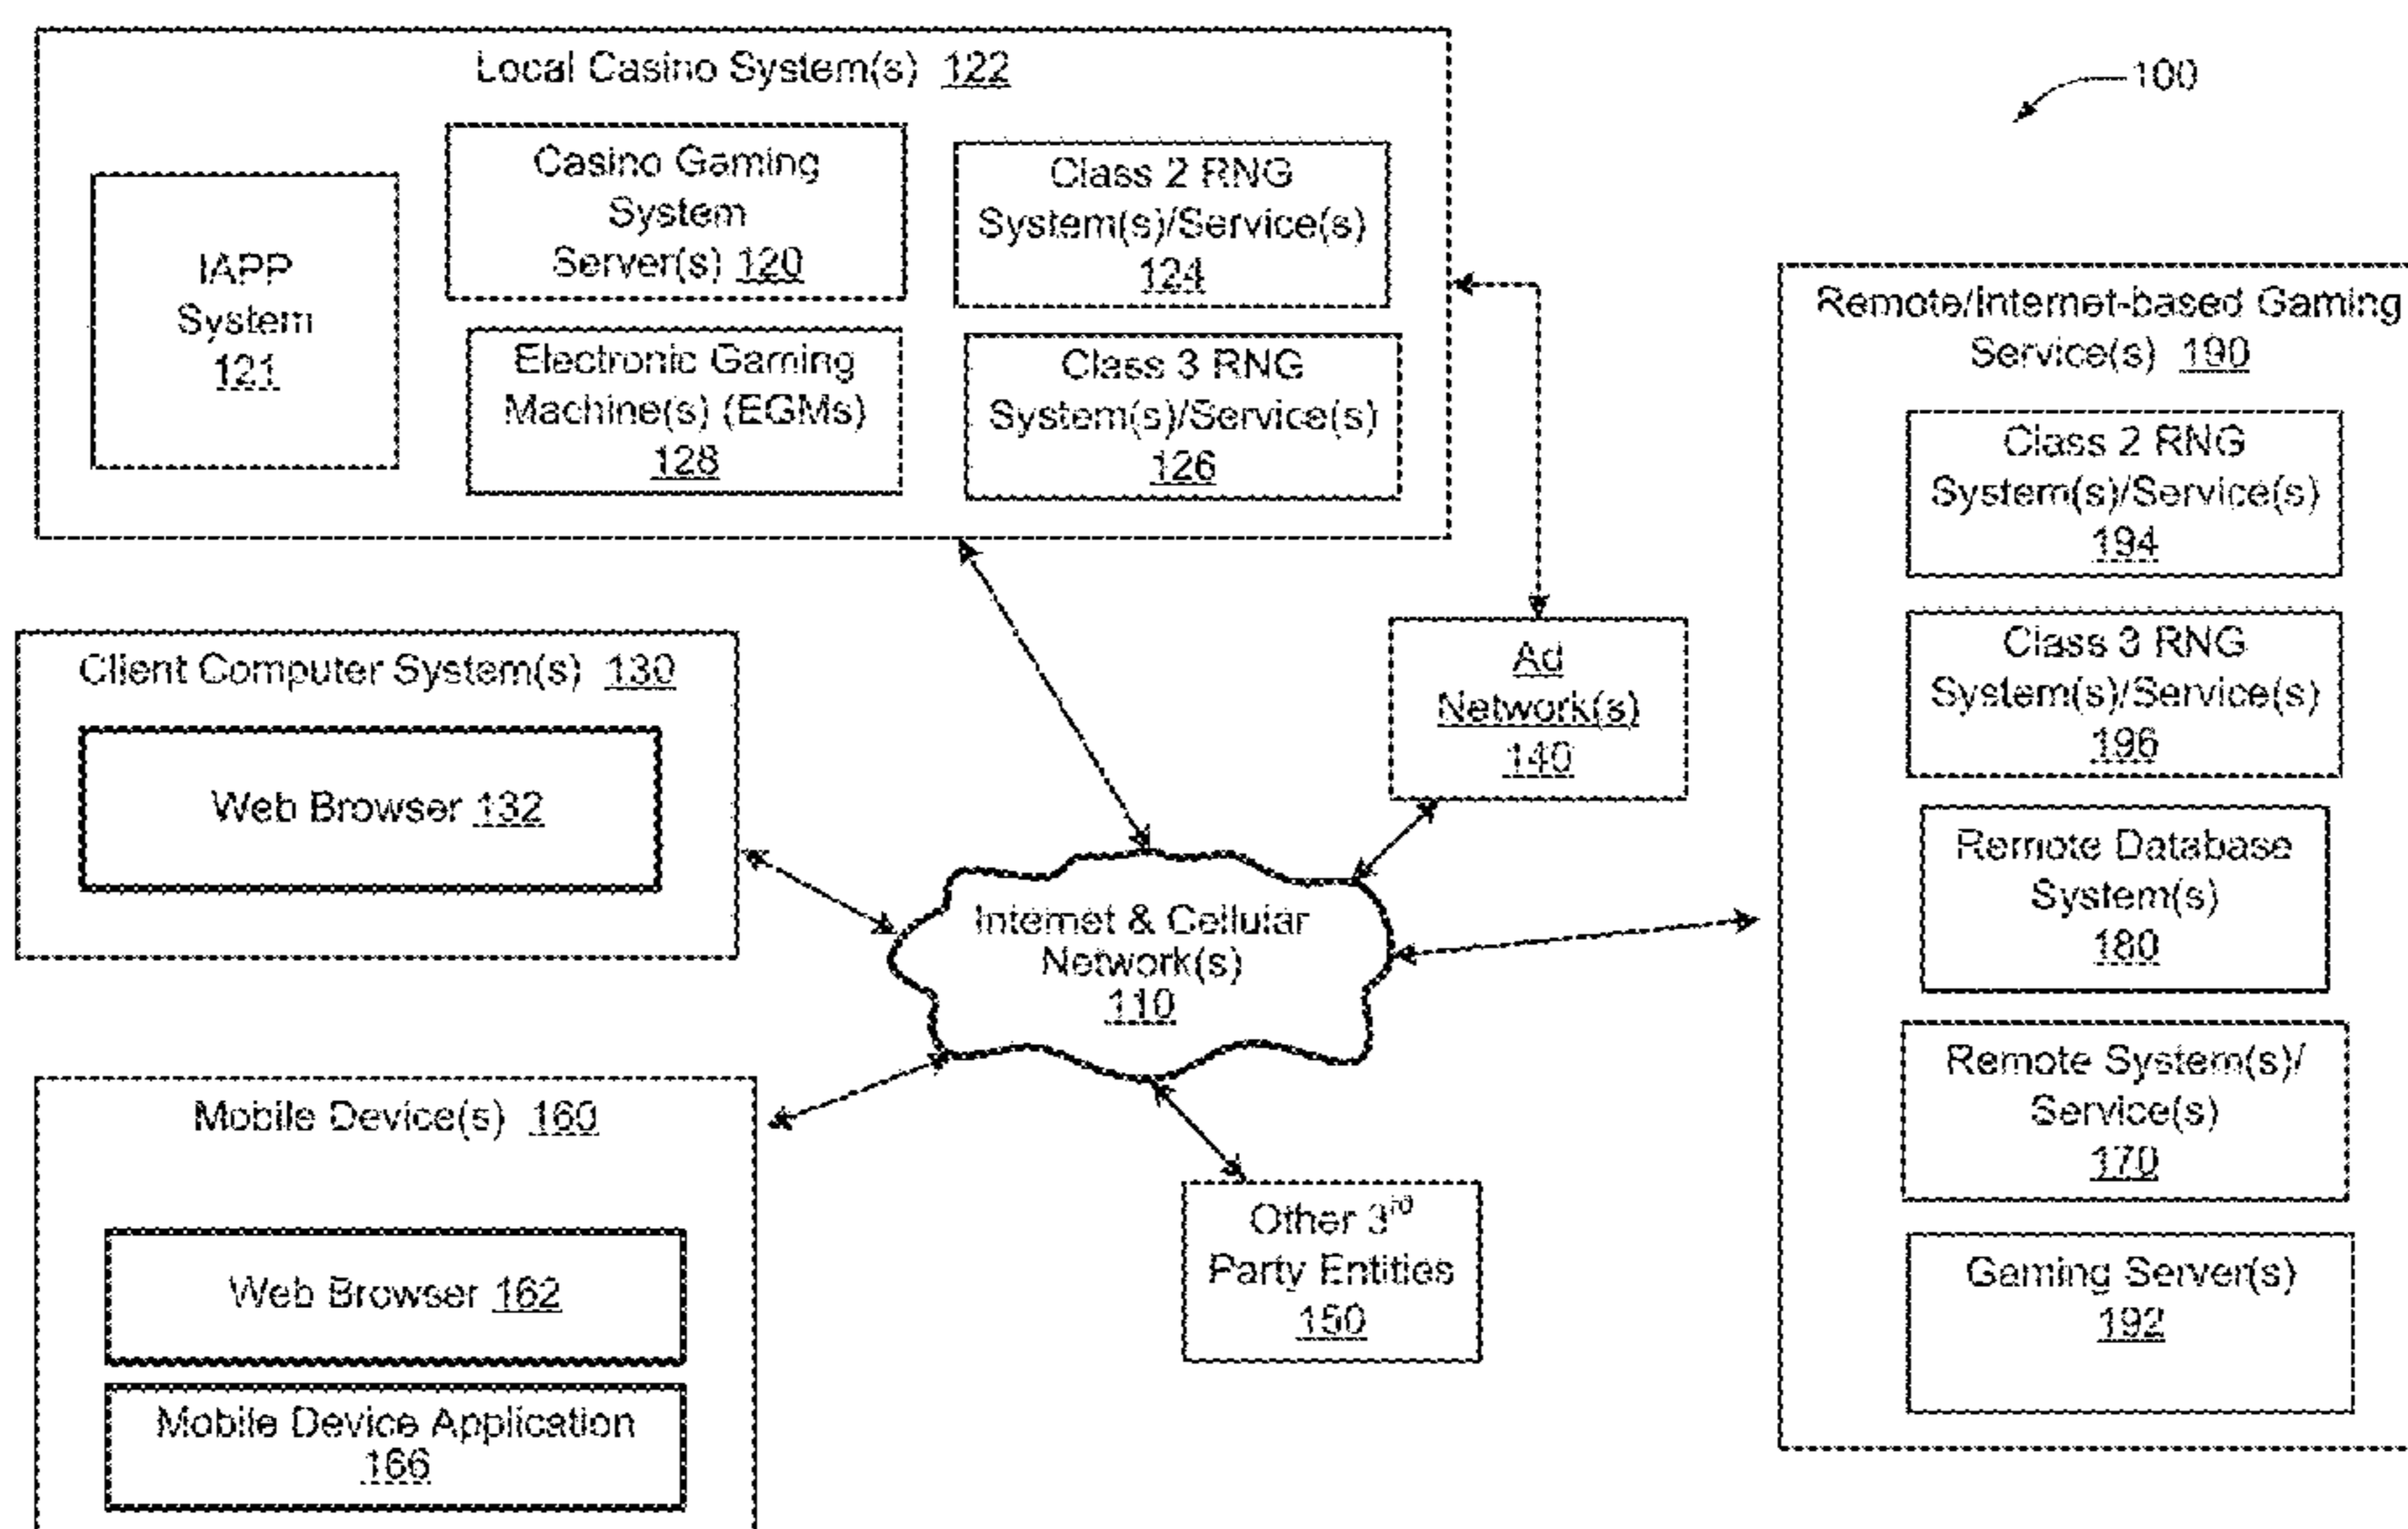 Local Casino System(s) 122
100
IAPP
System
121
Casino Gaming
System
Server(s) 120
Class 2 RNG
System(s)/Service(s)
124
Electronic Gaming
Machine(s) (EGMs)
128
Class 3 RNG
System(s)/Service(s)
126
Remote/Internet-based Gaming
Service(s) 190
Class 2 RNG
System(s)/Service(s)
194
Class 3 RNG
System(s)/Service(s)
196
Remote Database
System(s)
180
Remote System(s)/
Service(s)
170
Gaming Server(s)
192
Client Computer System(s) 130
Web Browser 132
Ad
Network(s)
140
Internet & Cellular
Network(s)
110
Mobile Device(s) 160
Web Browser 162
Mobile Device Application
166
Other 3rd
Party Entities
150